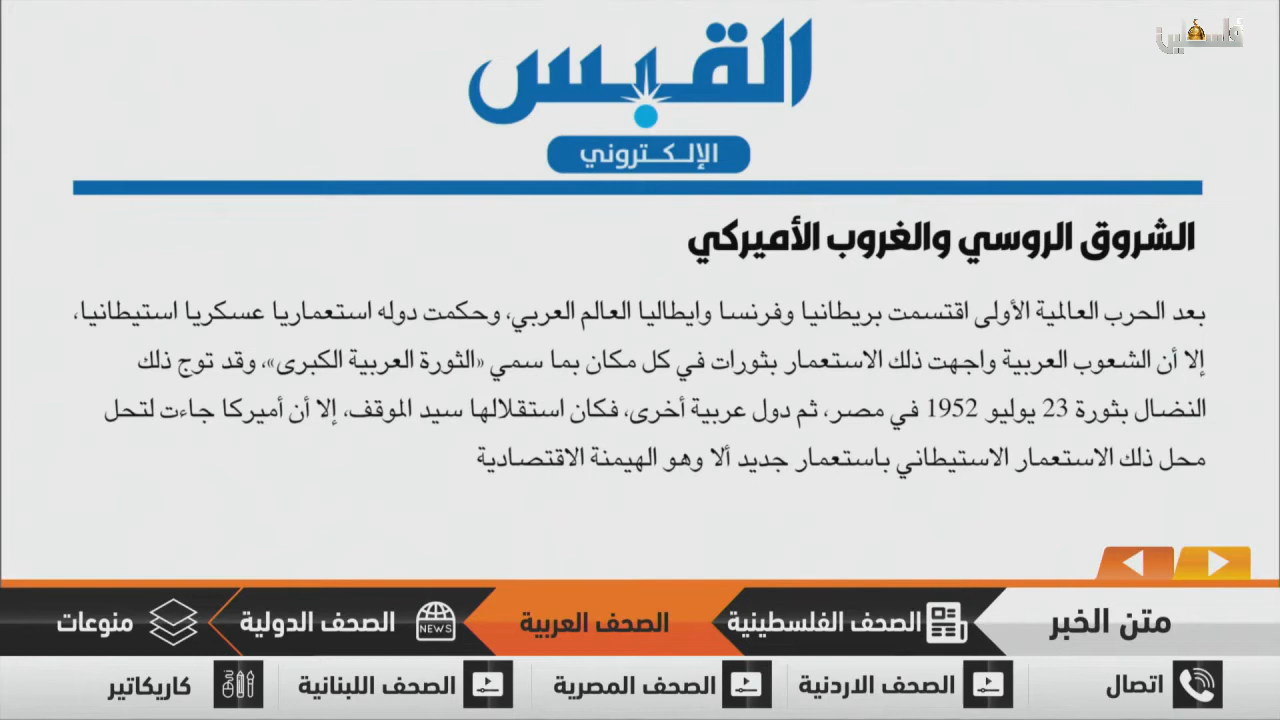 فلسطين
القبس
الإلكتروني
الشروق الروسي والغروب الأميركي
بعد الحرب العالمية الأولى اقتسمت بريطانيا وفرنسا وإيطاليا العالم العربي، وحكمت دوله استعماريا عسكريا استيطانيا،
إلا أن الشعوب العربية واجهت ذلك الاستعمار بثورات في كل مكان بما سمي «الثورة العربية الكبرى»، وقد توج ذلك
النضال بثورة 23 يوليو 1952 في مصر، ثم دول عربية أخرى، فكان استقلالها سيد الموقف، إلا أن أميركا جاءت لتحل
محل ذلك الاستعمار الاستيطاني باستعمار جديد ألا وهو الهيمنة الاقتصادية
متن الخبر
الصحف الفلسطينية
الصحف العربية
NEWS
الصحف الدولية
منوعات
اتصال
الصحف الاردنية
الصحف المصرية
الصحف اللبنانية
كاريكاتير